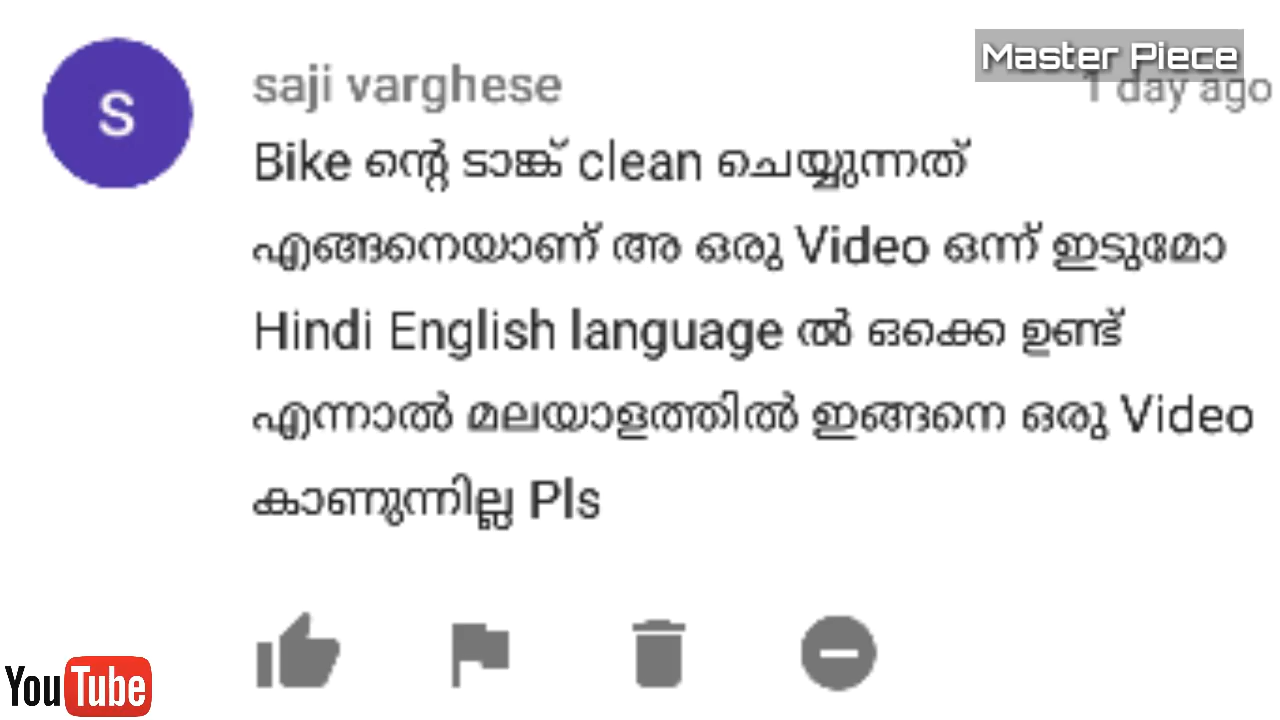 Master Piece
S
saji varghese
1 day ago
Bike ന്റെ ടാങ്ക് clean ചെയ്യുന്നത്
എങ്ങനെയാണ് അ ഒരു Video ഒന്ന് ഇടുമോ
Hindi English language ൽ ഒക്കെ ഉണ്ട്
എന്നാൽ മലയാളത്തിൽ ഇങ്ങനെ ഒരു Video
കാണുന്നില്ല Pls
YouTube